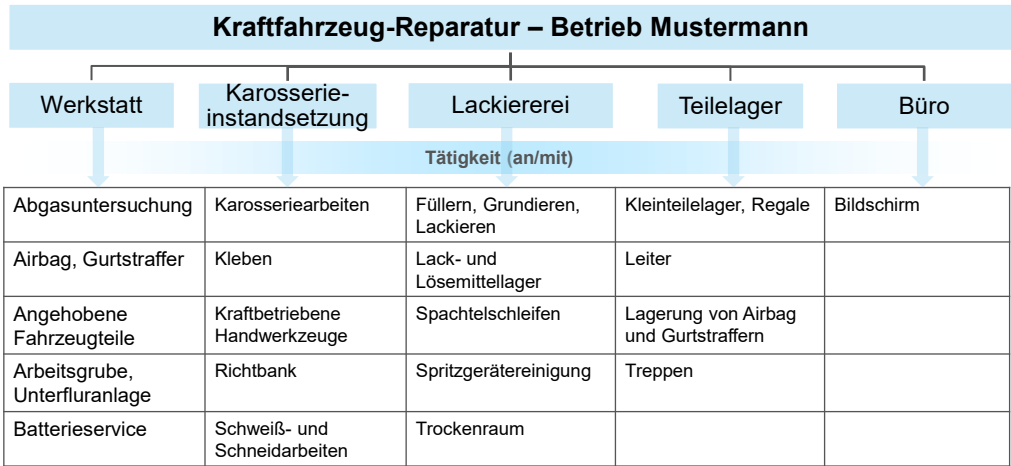 Kraftfahrzeug-Reparatur – Betrieb Mustermann
Werkstatt
Karosserie-
instandsetzung
Lackiererei
Teilelager
Büro
Tätigkeit (an/mit)
Abgasuntersuchung
Karosseriearbeiten
Füllern, Grundieren,
Lackieren
Kleinteilelager, Regale
Bildschirm
Airbag, Gurtstraffer
Kleben
Lack- und
Lösemittellager
Leiter
Angehobene
Fahrzeugteile
Kraftbetriebene
Handwerkzeuge
Spachtelschleifen
Lagerung von Airbag
und Gurtstraffern
Arbeitsgrube,
Unterfluranlage
Richtbank
Spritzgerätereinigung
Treppen
Batterieservice
Schweiß- und
Schneidarbeiten
Trockenraum